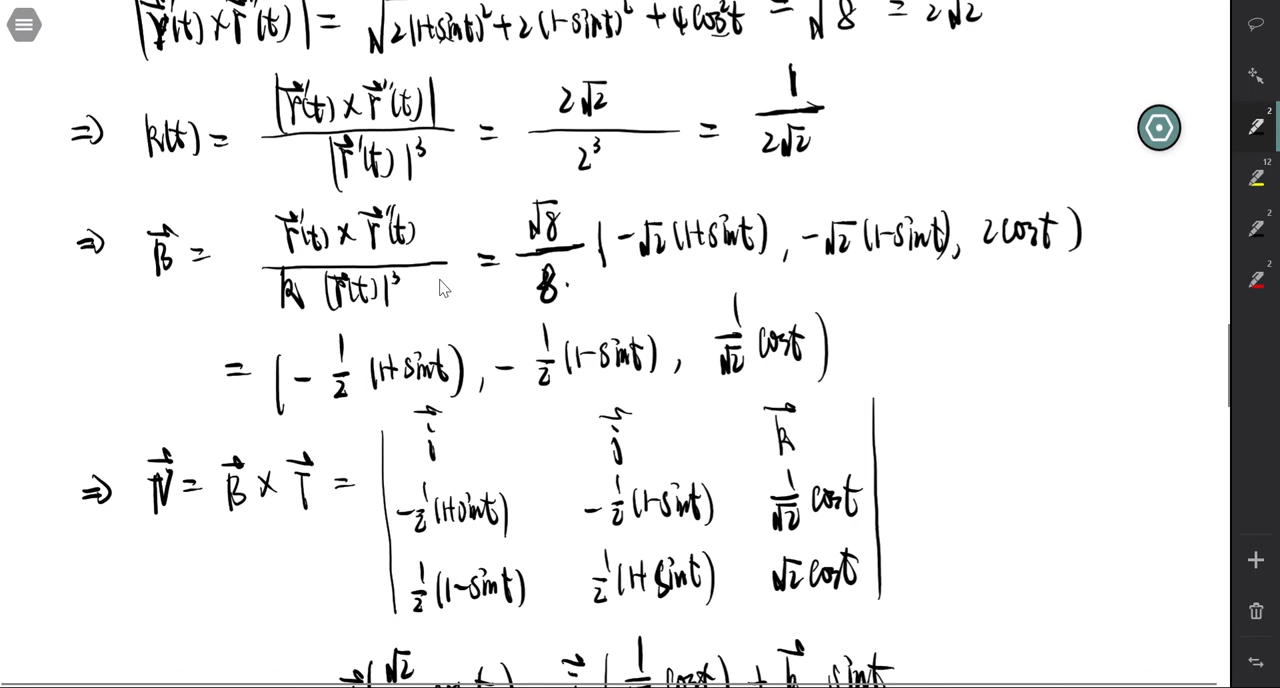 |r⃗'(t) × r⃗''(t)| = √(2(1+sint)² + 2(1-sint)² + 4cos²t) = √8 = 2√2
⇒ k(t) = |r⃗'(t) × r⃗''(t)| / |r⃗'(t)|³ = 2√2 / 2³ = 1 / 2√2
⇒ B⃗ = r⃗'(t) × r⃗''(t) / k |r⃗'(t)|³ = √8 / 8 · (-√2(1+sint), -√2(1-sint), 2cost)
= (-1/2 (1+sint), -1/2 (1-sint), 1/√2 cost)
⇒ N⃗ = B⃗ × T⃗ = | i⃗ j⃗ k⃗ |
-1/2(1+sint) -1/2(1-sint) 1/√2 cost
1/2(1-sint) 1/2(1+sint) √2 cost